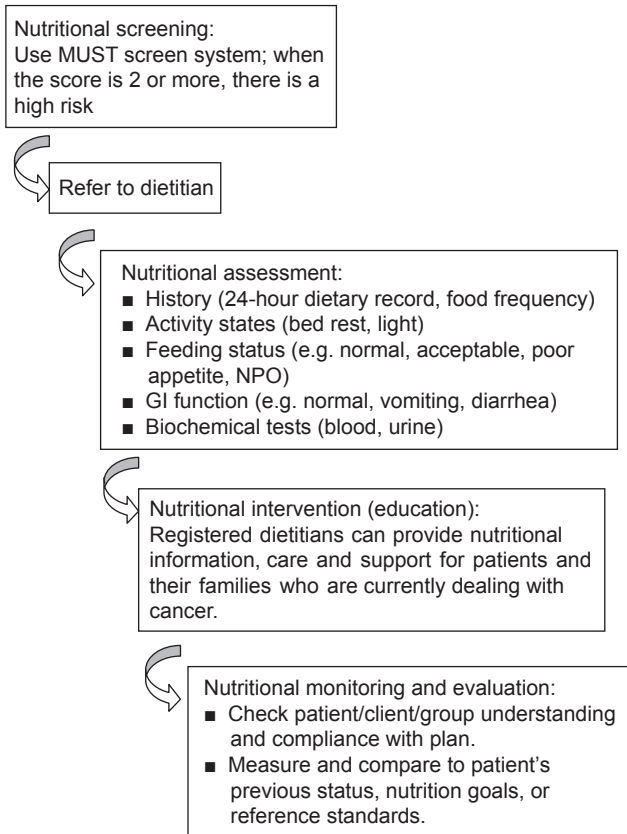 Nutritional screening:
Use MUST screen system; when
the score is 2 or more, there is a
high risk
Refer to dietitian
Nutritional assessment:
■ History (24-hour dietary record, food frequency)
■ Activity states (bed rest, light)
■ Feeding status (e.g. normal, acceptable, poor
appetite, NPO)
■ GI function (e.g. normal, vomiting, diarrhea)
■ Biochemical tests (blood, urine)
Nutritional intervention (education):
Registered dietitians can provide nutritional
information, care and support for patients and
their families who are currently dealing with
cancer.
Nutritional monitoring and evaluation:
■ Check patient/client/group understanding
and compliance with plan.
■ Measure and compare to patient's
previous status, nutrition goals, or
reference standards.